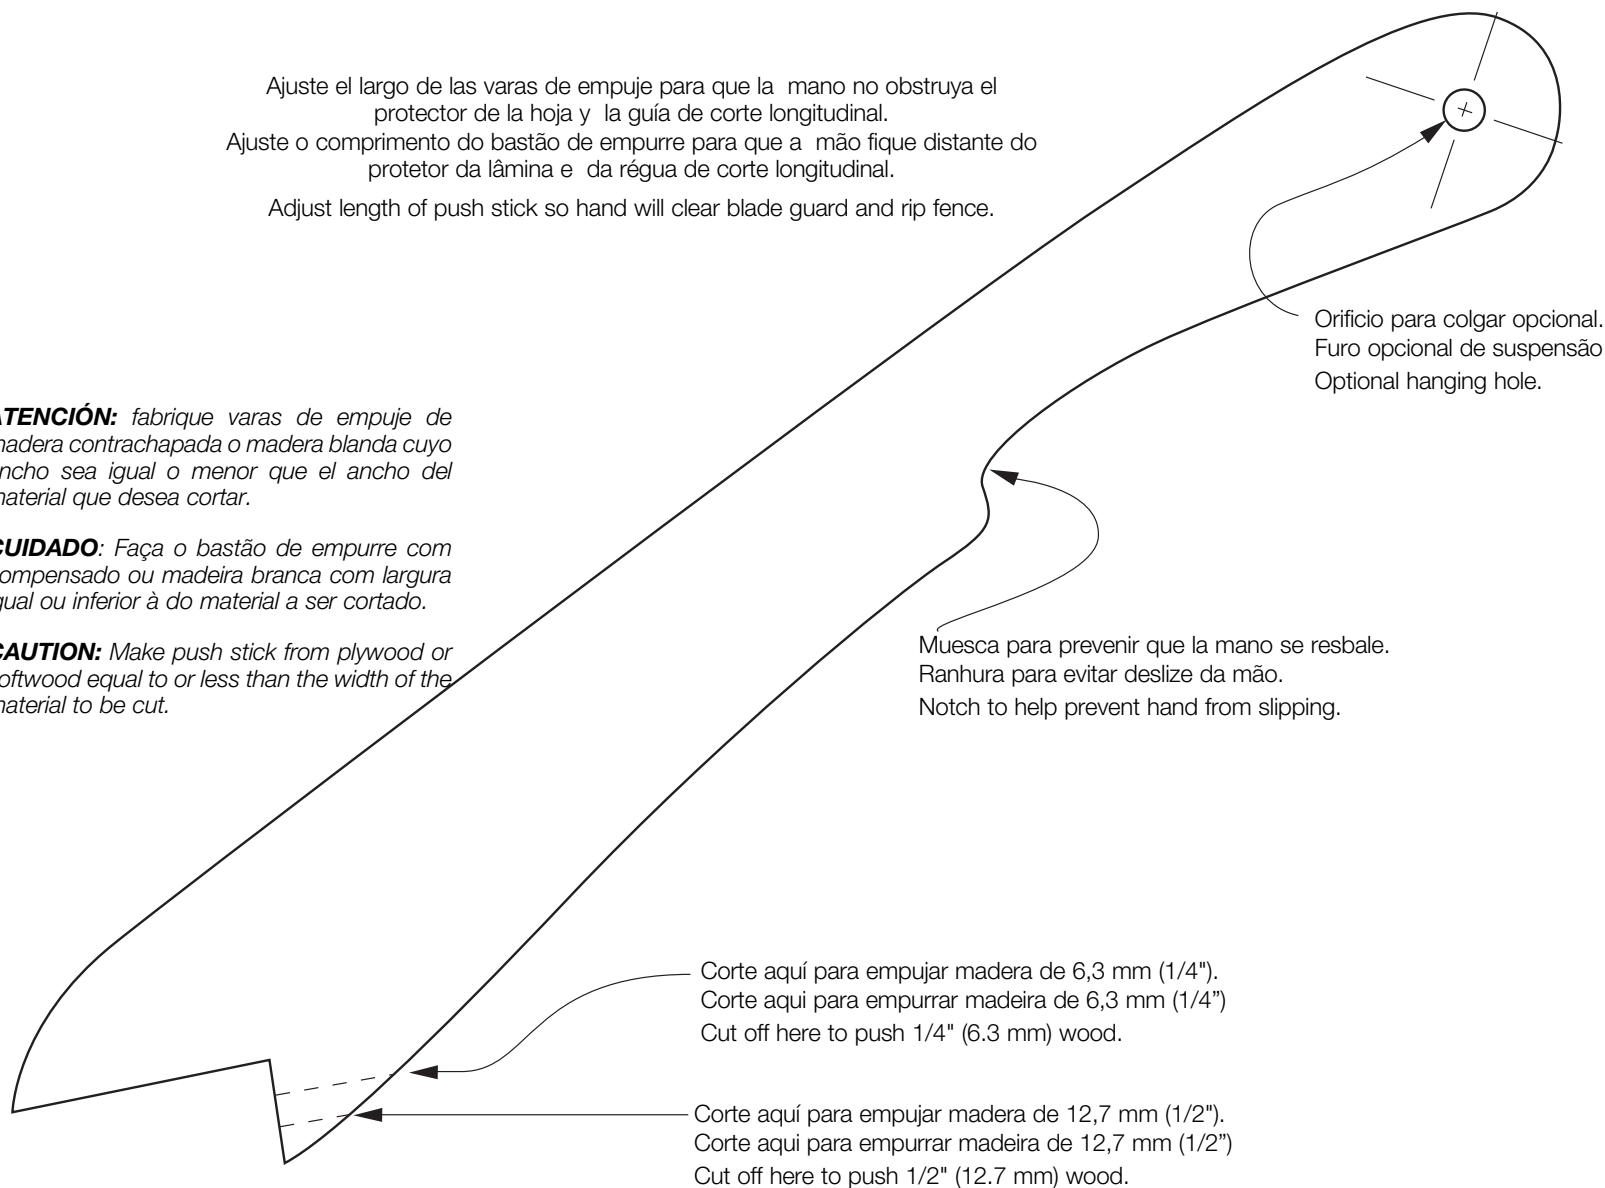 Ajuste el largo de las varas de empuje para que la mano no obstruya el
protector de la hoja y la guía de corte longitudinal.
Ajuste o comprimento do bastão de empurre para que a mão fique distante do
protetor da lâmina e da régua de corte longitudinal.
Adjust length of push stick so hand will clear blade guard and rip fence.
Orificio para colgar opcional.
Furo opcional de suspensão
Optional hanging hole.
ATENCIÓN: fabrique varas de empuje de
madera contrachapada o madera blanda cuyo
ancho sea igual o menor que el ancho del
material que desea cortar.
CUIDADO: Faça o bastão de empurre com
compensado ou madeira branca com largura
igual ou inferior à do material a ser cortado.
CAUTION: Make push stick from plywood or
softwood equal to or less than the width of the
material to be cut.
Muesca para prevenir que la mano se resbale.
Ranhura para evitar deslize da mão.
Notch to help prevent hand from slipping.
Corte aquí para empujar madera de 6,3 mm (1/4").
Corte aqui para empurrar madeira de 6,3 mm (1/4”)
Cut off here to push 1/4" (6.3 mm) wood.
Corte aquí para empujar madera de 12,7 mm (1/2").
Corte aqui para empurrar madeira de 12,7 mm (1/2”)
Cut off here to push 1/2" (12.7 mm) wood.